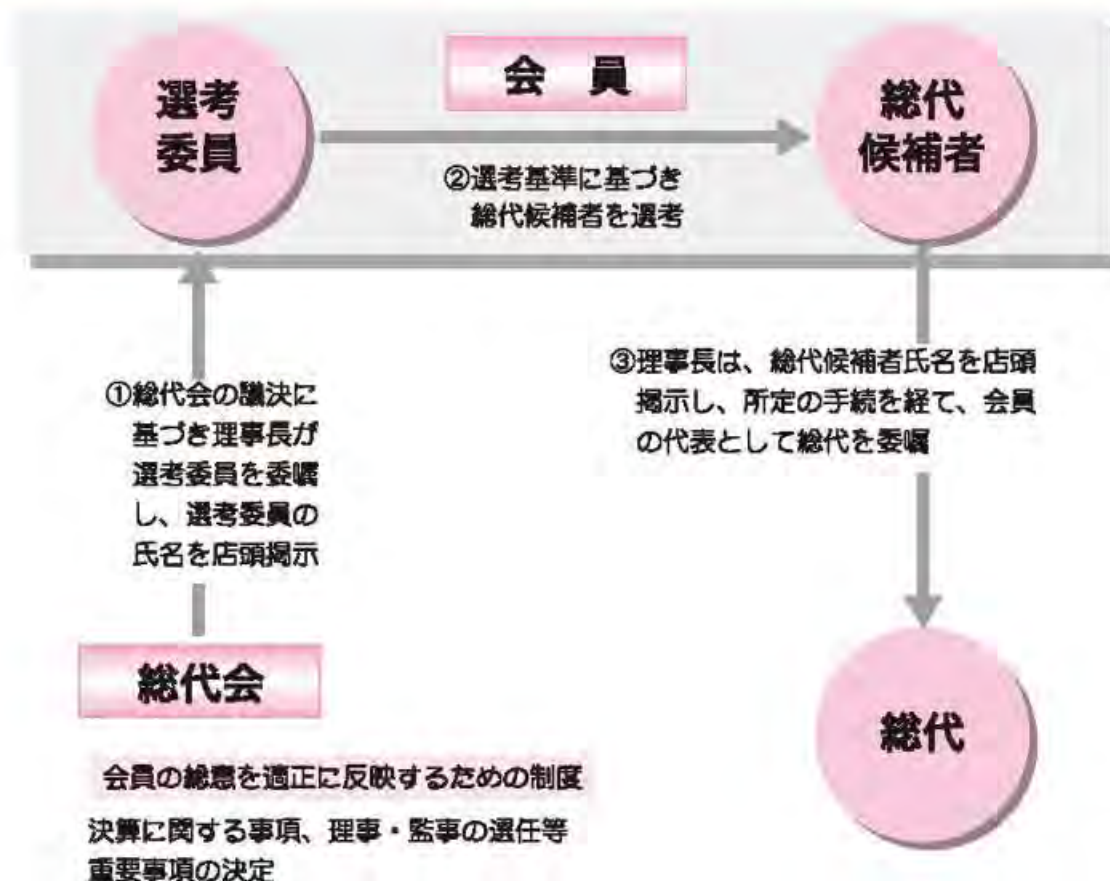 選考
委員
会 員
総代
候補者
②選考基準に基づき
総代候補者を選考
①総代会の議決に
基づき理事長が
選考委員を委嘱
し、選考委員の
氏名を店頭掲示
③理事長は、総代候補者氏名を店頭
掲示し、所定の手続を経て、会員
の代表として総代を委嘱
総代会
総代
会員の総意を適正に反映するための制度
決算に関する事項、理事・監事の選任等
重要事項の決定